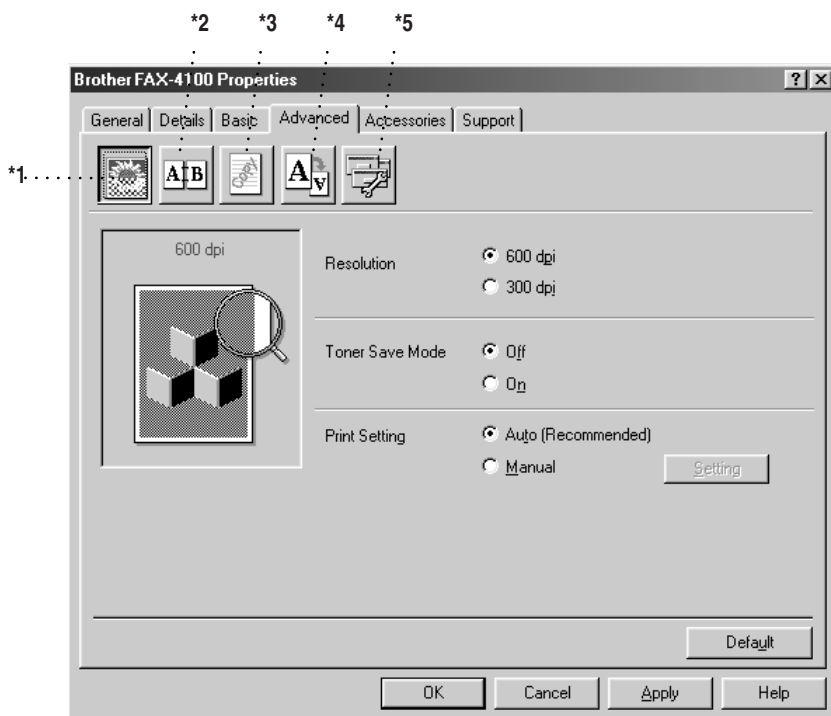 *2 *3 *4 *5
Brother FAX-4100 Properties ? ×
General Details Basic Advanced Accessories Support
*1
A B COPY A A
600 dpi
Resolution 600 dpi
300 dpi
Toner Save Mode Off
On
Print Setting Auto (Recommended)
Manual Setting
Default
OK Cancel Apply Help